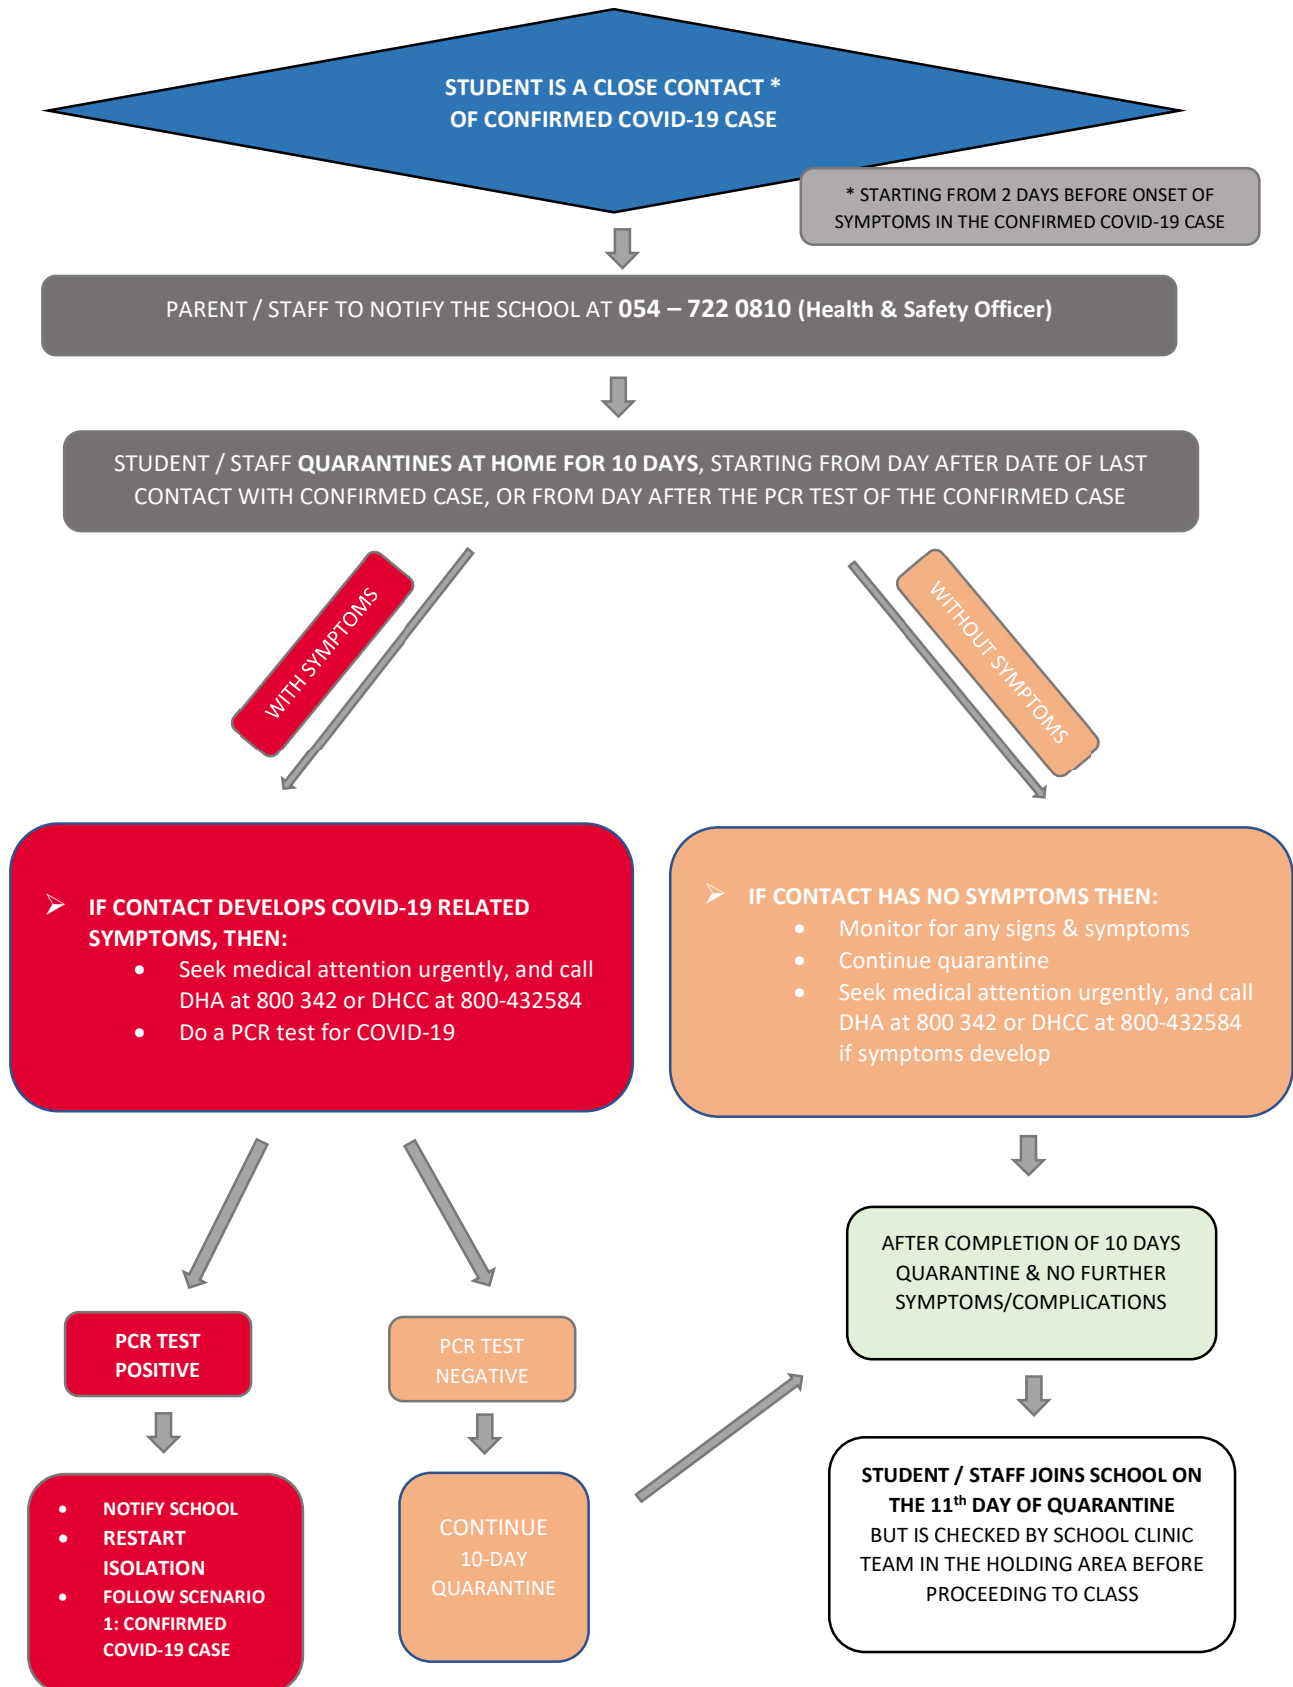 STUDENT IS A CLOSE CONTACT *
OF CONFIRMED COVID-19 CASE
* STARTING FROM 2 DAYS BEFORE ONSET OF
SYMPTOMS IN THE CONFIRMED COVID-19 CASE
PARENT / STAFF TO NOTIFY THE SCHOOL AT 054 – 722 0810 (Health & Safety Officer)
STUDENT / STAFF QUARANTINES AT HOME FOR 10 DAYS, STARTING FROM DAY AFTER DATE OF LAST
CONTACT WITH CONFIRMED CASE, OR FROM DAY AFTER THE PCR TEST OF THE CONFIRMED CASE
WITH SYMPTOMS
WITHOUT SYMPTOMS
➢ IF CONTACT DEVELOPS COVID-19 RELATED
SYMPTOMS, THEN:
• Seek medical attention urgently, and call
DHA at 800 342 or DHCC at 800-432584
• Do a PCR test for COVID-19
➢ IF CONTACT HAS NO SYMPTOMS THEN:
• Monitor for any signs & symptoms
• Continue quarantine
• Seek medical attention urgently, and call
DHA at 800 342 or DHCC at 800-432584
if symptoms develop
PCR TEST
POSITIVE
PCR TEST
NEGATIVE
AFTER COMPLETION OF 10 DAYS
QUARANTINE & NO FURTHER
SYMPTOMS/COMPLICATIONS
• NOTIFY SCHOOL
• RESTART
ISOLATION
• FOLLOW SCENARIO
1: CONFIRMED
COVID-19 CASE
CONTINUE
10-DAY
QUARANTINE
STUDENT / STAFF JOINS SCHOOL ON
THE 11th DAY OF QUARANTINE
BUT IS CHECKED BY SCHOOL CLINIC
TEAM IN THE HOLDING AREA BEFORE
PROCEEDING TO CLASS